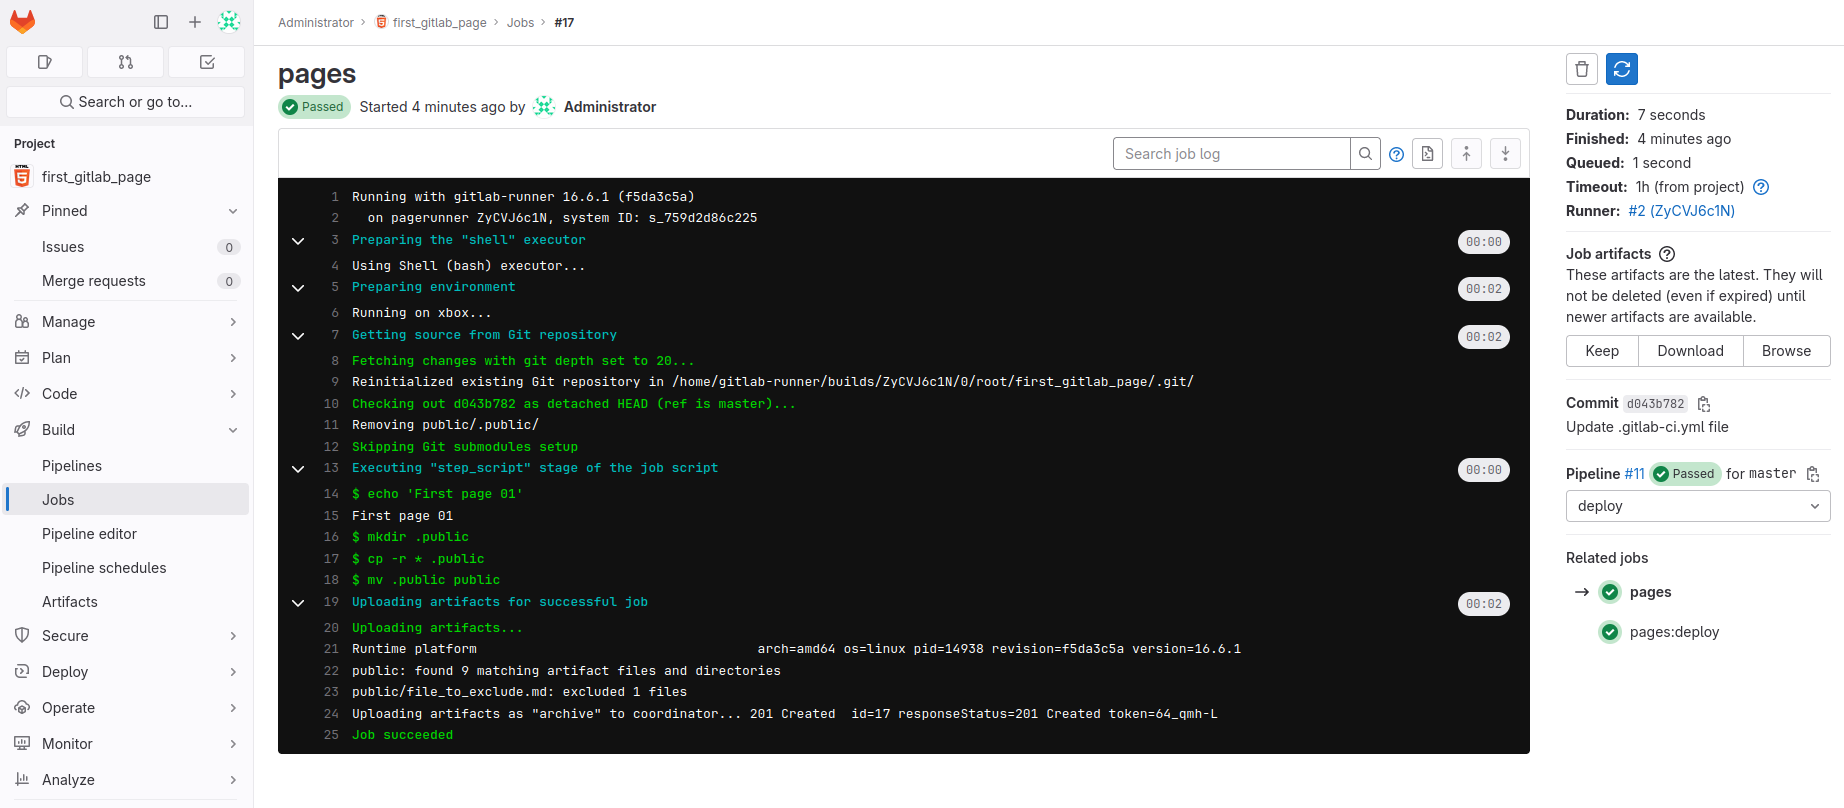 Administrator › first_gitlab_page › Jobs › #17
Search or go to...
Project
HTML 5 first_gitlab_page
Pinned
Issues 0
Merge requests 0
Manage
Plan
Code
Build
Pipelines
Jobs
Pipeline editor
Pipeline schedules
Artifacts
Secure
Deploy
Operate
Monitor
Analyze
pages
Passed Started 4 minutes ago by Administrator
Search job log
1 Running with gitlab-runner 16.6.1 (f5da3c5a)
2 on pagerunner ZyCVJ6c1N, system ID: s_759d2d86c225
3 Preparing the "shell" executor 00:00
4 Using Shell (bash) executor...
5 Preparing environment 00:02
6 Running on xbox...
7 Getting source from Git repository 00:02
8 Fetching changes with git depth set to 20...
9 Reinitialized existing Git repository in /home/gitlab-runner/builds/ZyCVJ6c1N/0/root/first_gitlab_page/.git/
10 Checking out d043b782 as detached HEAD (ref is master)...
11 Removing public/.public/
12 Skipping Git submodules setup
13 Executing "step_script" stage of the job script 00:00
14 $ echo 'First page 01'
15 First page 01
16 $ mkdir .public
17 $ cp -r * .public
18 $ mv .public public
19 Uploading artifacts for successful job 00:02
20 Uploading artifacts...
21 Runtime platform arch=amd64 os=linux pid=14938 revision=f5da3c5a version=16.6.1
22 public: found 9 matching artifact files and directories
23 public/file_to_exclude.md: excluded 1 files
24 Uploading artifacts as "archive" to coordinator... 201 Created id=17 responseStatus=201 Created token=64_qmh-L
25 Job succeeded
Duration: 7 seconds
Finished: 4 minutes ago
Queued: 1 second
Timeout: 1h (from project)
Runner: #2 (ZyCVJ6c1N)
Job artifacts
These artifacts are the latest. They will
not be deleted (even if expired) until
newer artifacts are available.
Keep Download Browse
Commit d043b782
Update .gitlab-ci.yml file
Pipeline #11 Passed for master
deploy
Related jobs
→ pages
pages:deploy